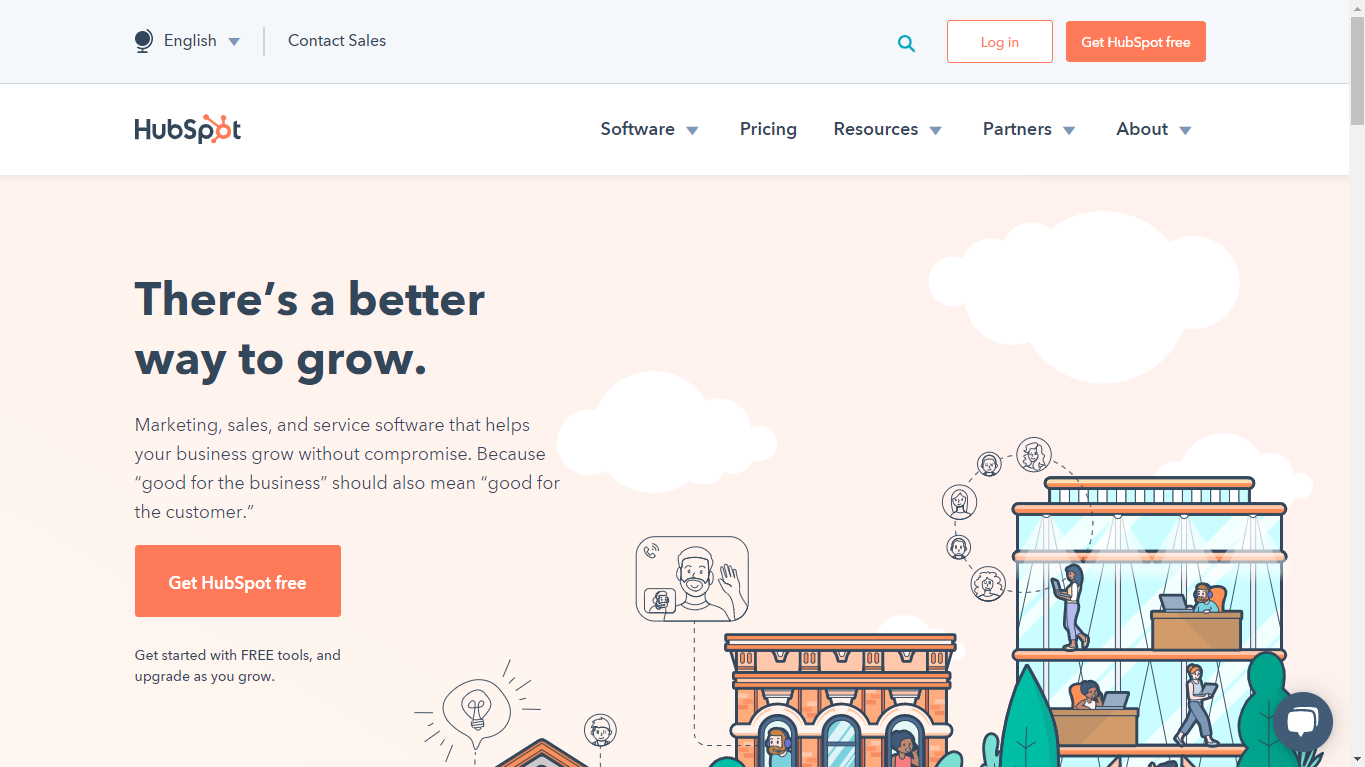 English
Contact Sales
Log in
Get HubSpot free
HubSpot
Software
Pricing
Resources
Partners
About
There’s a better
way to grow.
Marketing, sales, and service software that helps
your business grow without compromise. Because
“good for the business” should also mean “good for
the customer.”
Get HubSpot free
Get started with FREE tools, and
upgrade as you grow.